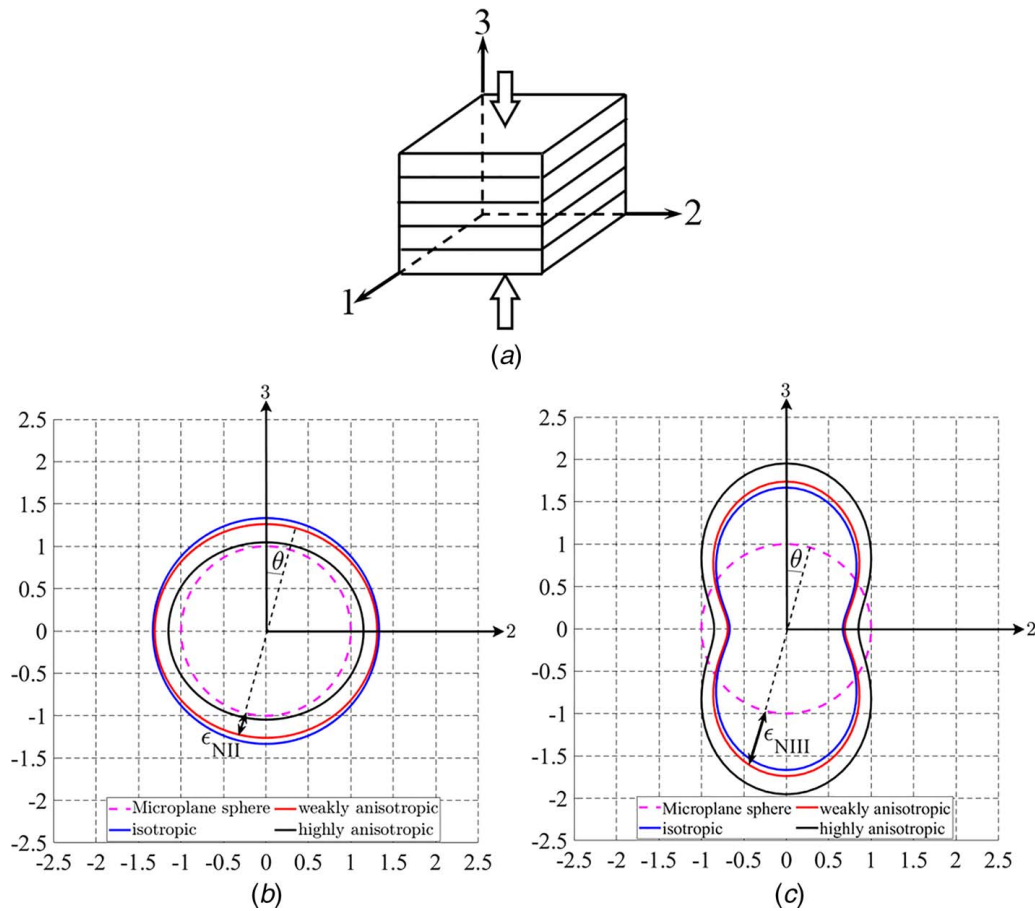 3
2
1
(a)
3
2.5
2
1.5
1
0.5
0
-0.5
-1
-1.5
-2
-2.5
θ
2
ϵNII
Microplane sphere weakly anisotropic
isotropic highly anisotropic
-2.5 -2 -1.5 -1 -0.5 0 0.5 1 1.5 2 2.5
(b)
3
2.5
2
1.5
1
0.5
0
-0.5
-1
-1.5
-2
-2.5
θ
2
ϵNIII
Microplane sphere weakly anisotropic
isotropic highly anisotropic
-2.5 -2 -1.5 -1 -0.5 0 0.5 1 1.5 2 2.5
(c)